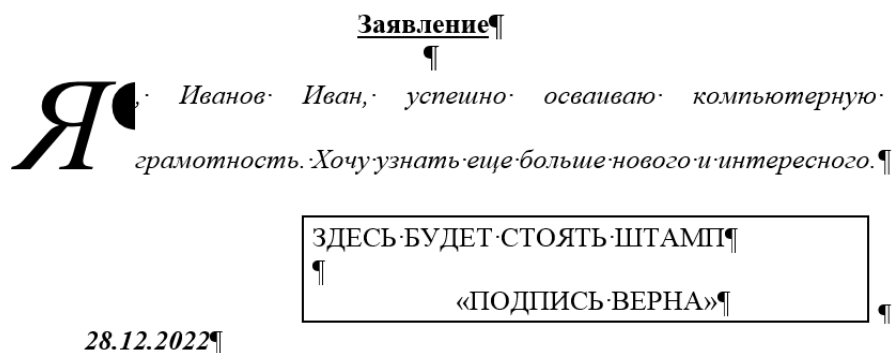 Заявление¶
¶
Я¶,· Иванов· Иван,· успешно· осваиваю· компьютерную·
грамотность.·Хочу·узнать·еще·больше·нового·и·интересного.¶
ЗДЕСЬ·БУДЕТ·СТОЯТЬ·ШТАМП¶
¶
«ПОДПИСЬ·ВЕРНА»¶
¶
28.12.2022¶